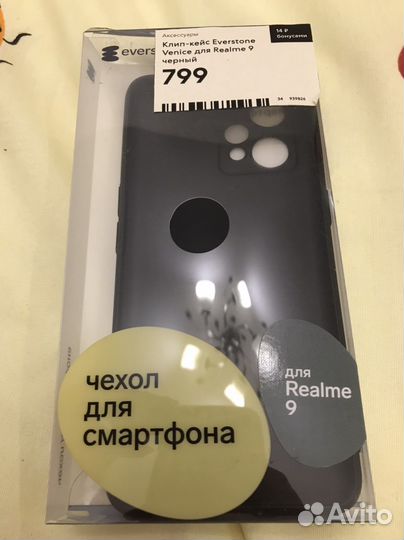 evers
Аксессуары
Клип-кейс Everstone
Venice для Realme 9
черный
799
14 ₽
бонусами
34 939826
чехол
для
смартфона
для
Realme
9
Avito